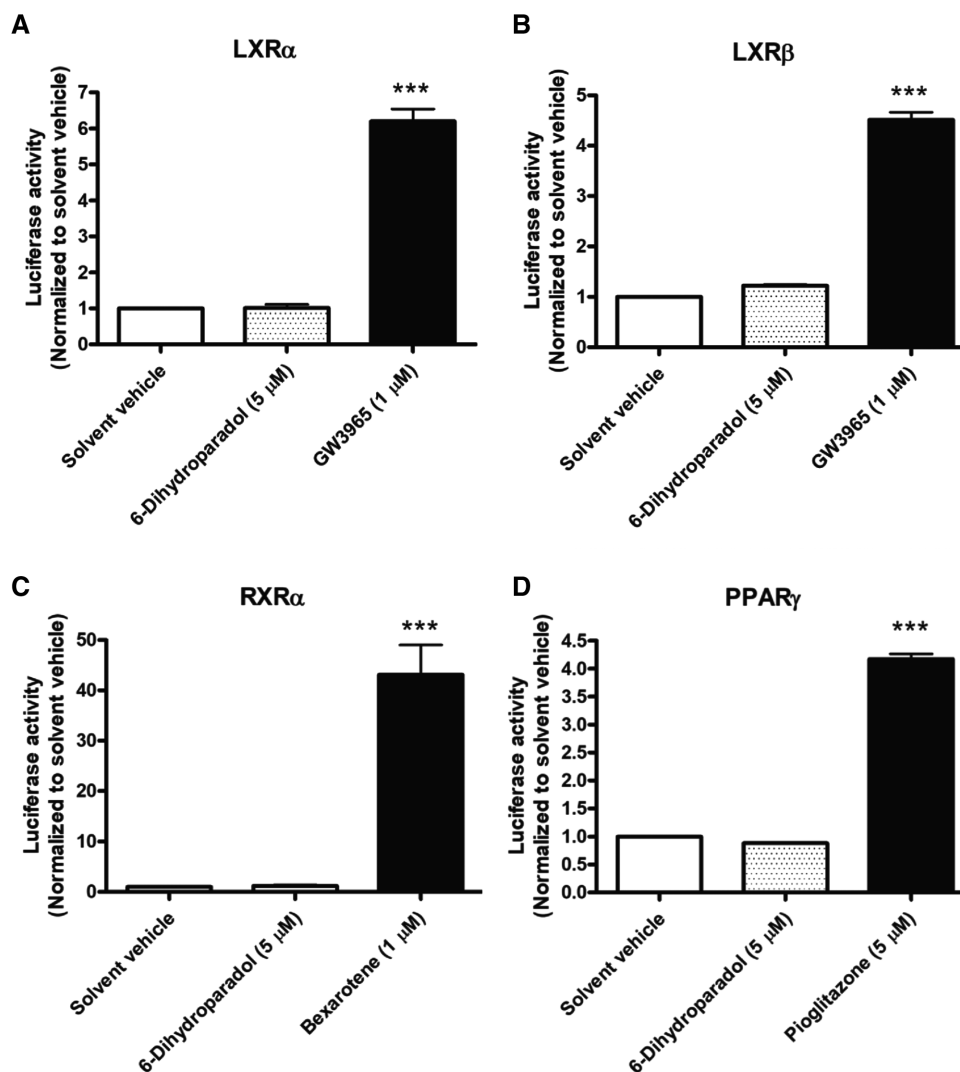 A
LXRα
Luciferase activity
(Normalized to solvent vehicle)
7
6
5
4
3
2
1
0
***
Solvent vehicle
6-Dihydroparadol (5 μM)
GW3965 (1 μM)
B
LXRβ
Luciferase activity
(Normalized to solvent vehicle)
5
4
3
2
1
0
***
Solvent vehicle
6-Dihydroparadol (5 μM)
GW3965 (1 μM)
C
RXRα
Luciferase activity
(Normalized to solvent vehicle)
50
40
30
20
10
0
***
Solvent vehicle
6-Dihydroparadol (5 μM)
Bexarotene (1 μM)
D
PPARγ
Luciferase activity
(Normalized to solvent vehicle)
4.5
4.0
3.5
3.0
2.5
2.0
1.5
1.0
0.5
0.0
***
Solvent vehicle
6-Dihydroparadol (5 μM)
Pioglitazone (5 μM)